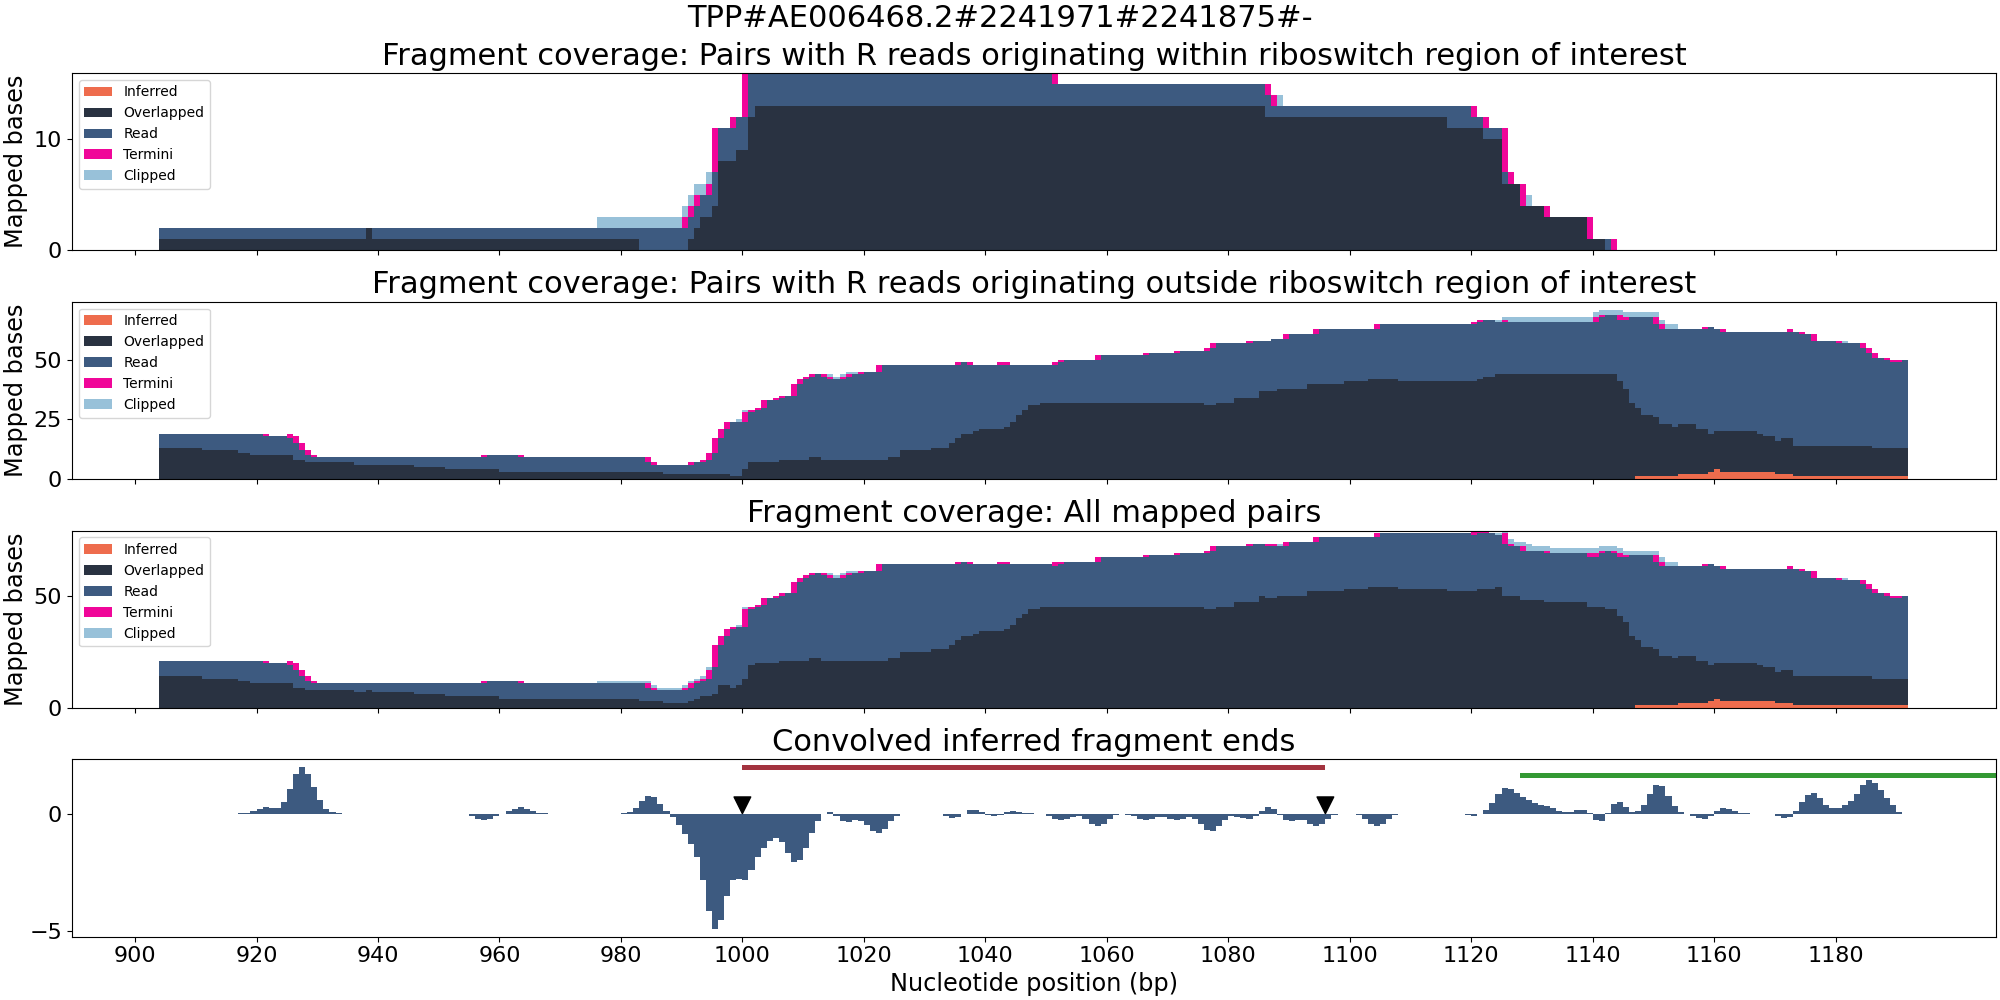 TPP#AE006468.2#2241971#2241875#-
Fragment coverage: Pairs with R reads originating within riboswitch region of interest
Mapped bases
10
0
Inferred
Overlapped
Read
Termini
Clipped
Fragment coverage: Pairs with R reads originating outside riboswitch region of interest
Mapped bases
50
25
0
Inferred
Overlapped
Read
Termini
Clipped
Fragment coverage: All mapped pairs
Mapped bases
50
0
Inferred
Overlapped
Read
Termini
Clipped
Convolved inferred fragment ends
0
−5
900 920 940 960 980 1000 1020 1040 1060 1080 1100 1120 1140 1160 1180
Nucleotide position (bp)